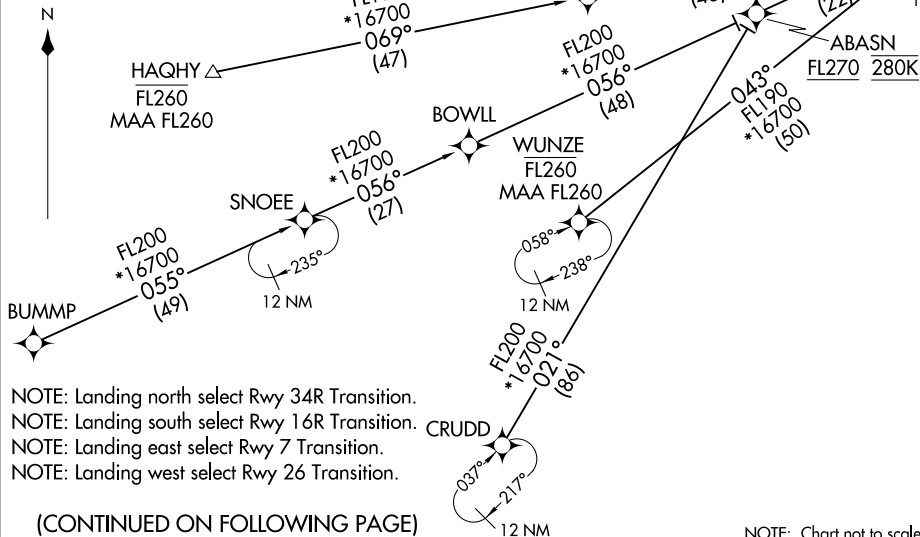 N
*16700
069°
(47)
HAQHY
FL260
MAA FL260
FL200
*16700
056°
(48)
ABASN
FL270 280K
043°
FL190
*16700
(50)
BOWLL
FL200
*16700
056°
(27)
WUNZE
FL260
MAA FL260
SNOEE
235°
12 NM
058°
238°
12 NM
FL200
*16700
055°
(49)
BUMMP
FL200
*16700
021°
(86)
NOTE: Landing north select Rwy 34R Transition.
NOTE: Landing south select Rwy 16R Transition.
NOTE: Landing east select Rwy 7 Transition.
NOTE: Landing west select Rwy 26 Transition.
CRUDD
037°
217°
12 NM
(CONTINUED ON FOLLOWING PAGE)
NOTE: Chart not to scale